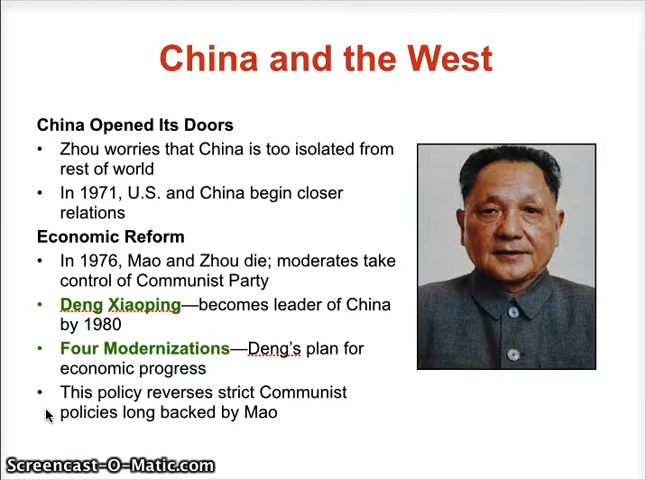 China and the West
China Opened Its Doors
• Zhou worries that China is too isolated from
rest of world
• In 1971, U.S. and China begin closer
relations
Economic Reform
• In 1976, Mao and Zhou die; moderates take
control of Communist Party
• Deng Xiaoping—becomes leader of China
by 1980
• Four Modernizations—Deng's plan for
economic progress
• This policy reverses strict Communist
policies long backed by Mao
Screencast-O-Matic.com